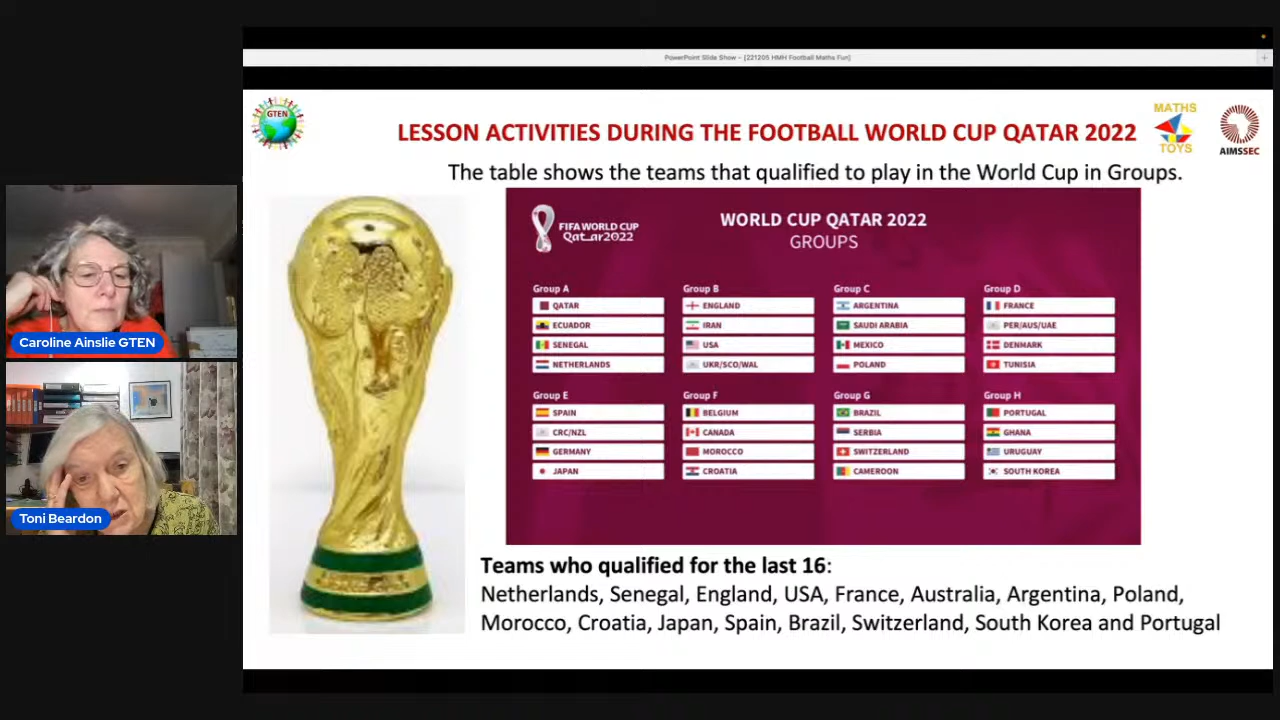 PowerPoint Slide Show - [221205 HMH Football Maths Fun]
GTEN
LESSON ACTIVITIES DURING THE FOOTBALL WORLD CUP QATAR 2022
MATHS
TOYS
AIMSSEC
The table shows the teams that qualified to play in the World Cup in Groups.
FIFA WORLD CUP
Qatar2022
WORLD CUP QATAR 2022
GROUPS
Group A
QATAR
ECUADOR
SENEGAL
NETHERLANDS
Group B
ENGLAND
IRAN
USA
UKR/SCO/WAL
Group C
ARGENTINA
SAUDI ARABIA
MEXICO
POLAND
Group D
FRANCE
PER/AUS/UAE
DENMARK
TUNISIA
Group E
SPAIN
CRC/NZL
GERMANY
JAPAN
Group F
BELGIUM
CANADA
MOROCCO
CROATIA
Group G
BRAZIL
SERBIA
SWITZERLAND
CAMEROON
Group H
PORTUGAL
GHANA
URUGUAY
SOUTH KOREA
Teams who qualified for the last 16:
Netherlands, Senegal, England, USA, France, Australia, Argentina, Poland,
Morocco, Croatia, Japan, Spain, Brazil, Switzerland, South Korea and Portugal
Caroline Ainslie GTEN
Toni Beardon